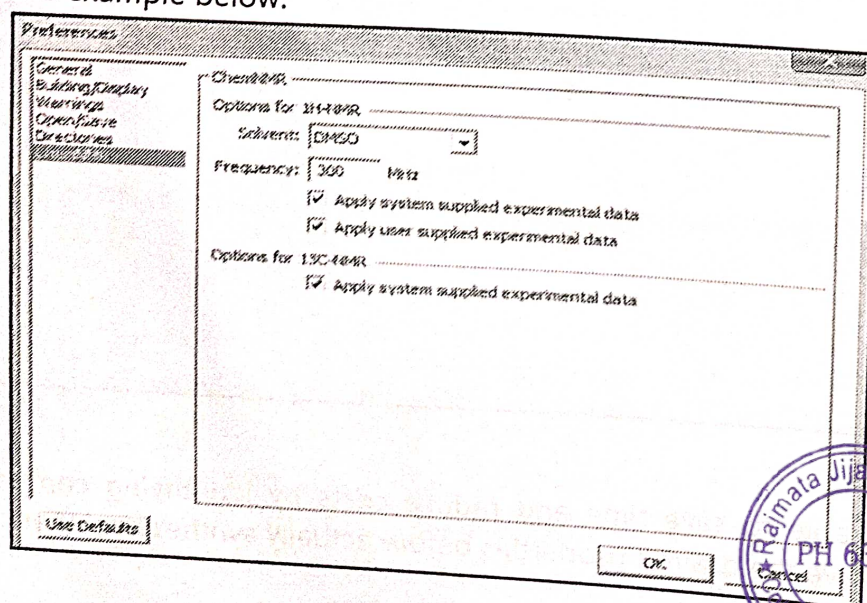 example below.
Preferences
General
Building/Display
Warnings
Open/Save
Directories
ChemNMR
Options for 1H-NMR
Solvent: DMSO
Frequency: 300 MHz
Apply system supplied experimental data
Apply user supplied experimental data
Options for 13C-NMR
Apply system supplied experimental data
Use Defaults
OK
Cancel
Rajmata Jija
PH 63